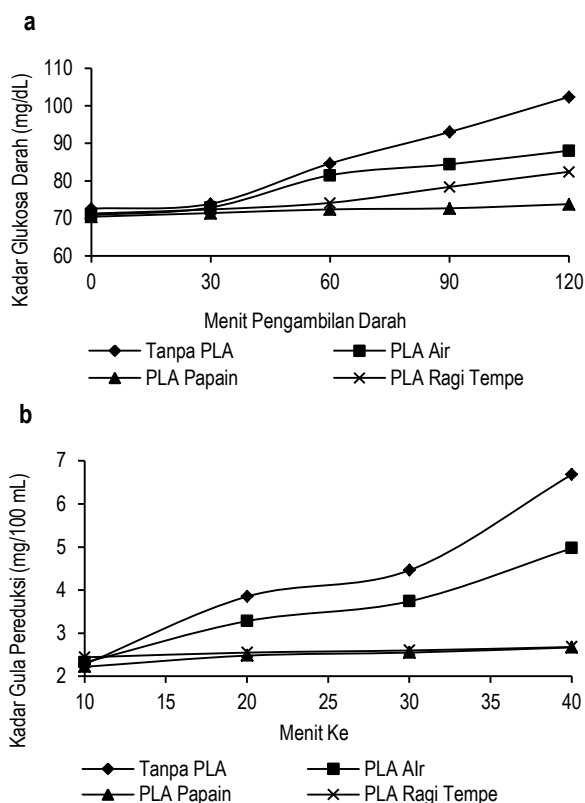 a
Kadar Glukosa Darah (mg/dL)
110
100
90
80
70
60
0 30 60 90 120
Menit Pengambilan Darah
Tanpa PLA PLA Air
PLA Papain PLA Ragi Tempe
b
Kadar Gula Pereduksi (mg/100 mL)
7
6
5
4
3
2
10 15 20 25 30 35 40
Menit Ke
Tanpa PLA PLA AIr
PLA Papain PLA Ragi Tempe